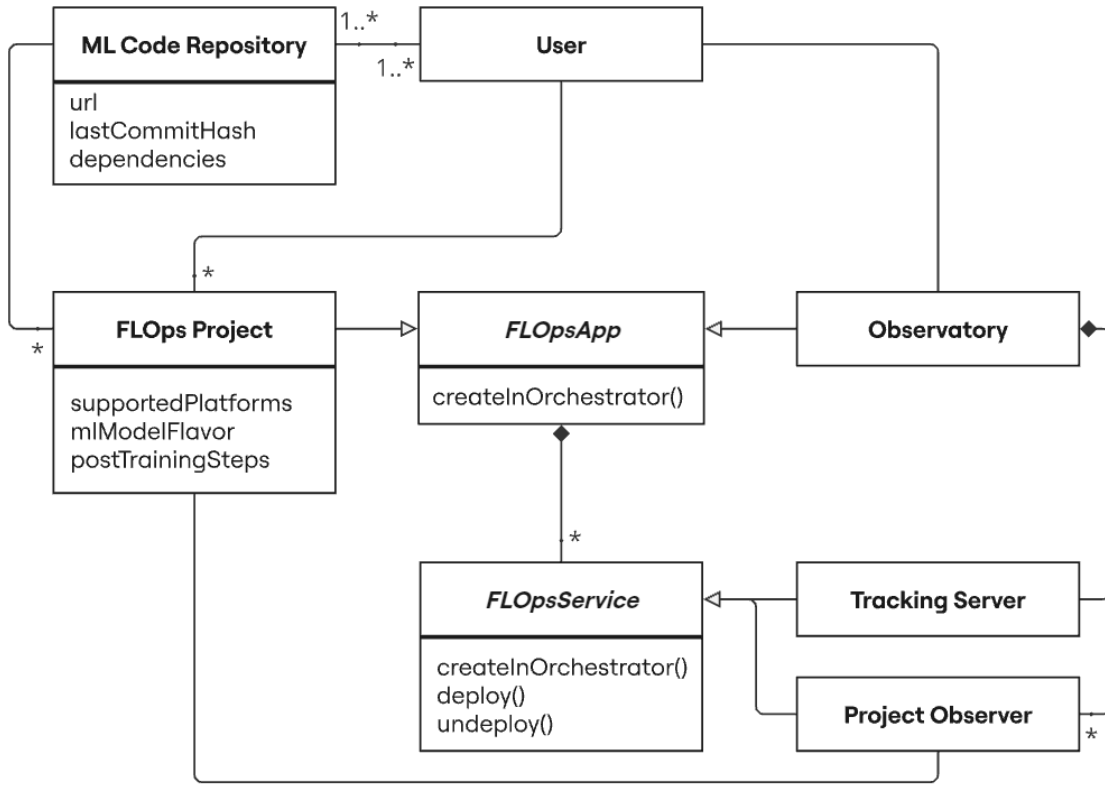 ML Code Repository
1..*
1..*
User
url
lastCommitHash
dependencies
*
*
FLOps Project
FLOpsApp
Observatory
supportedPlatforms
mlModelFlavor
postTrainingSteps
createInOrchestrator()
*
FLOpsService
Tracking Server
createInOrchestrator()
deploy()
undeploy()
Project Observer
*